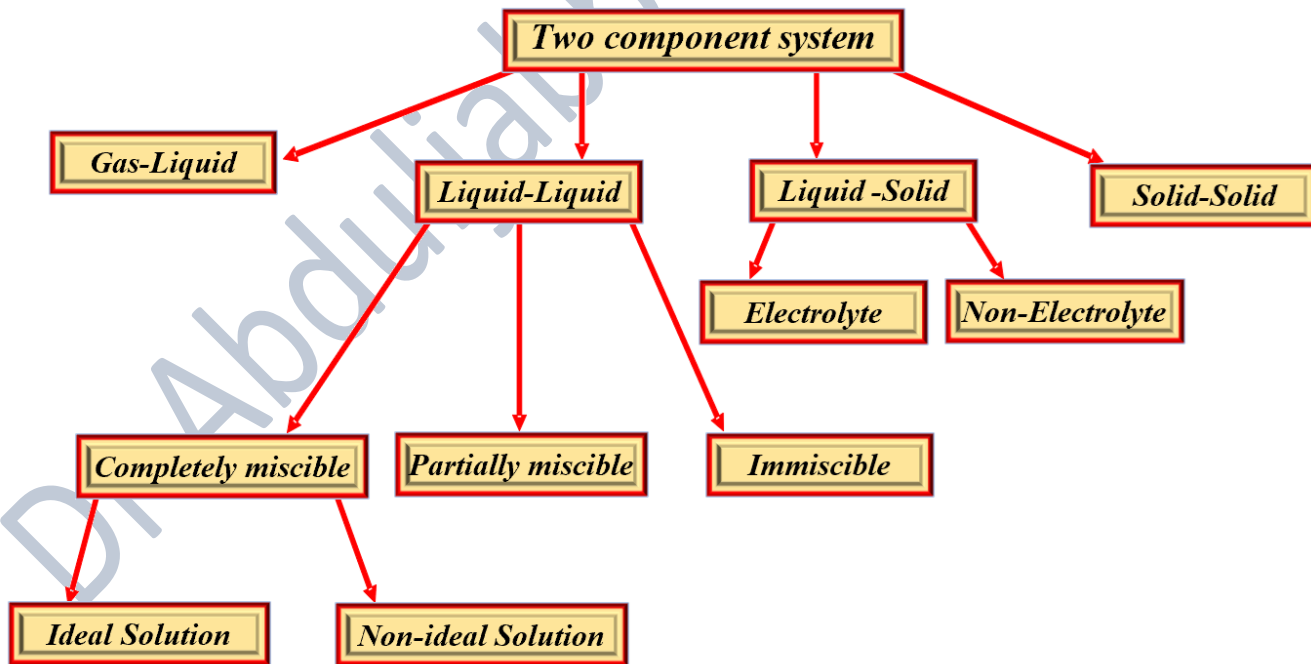 Two component system
Gas-Liquid
Liquid-Liquid
Liquid -Solid
Solid-Solid
Electrolyte
Non-Electrolyte
Completely miscible
Partially miscible
Immiscible
Ideal Solution
Non-ideal Solution